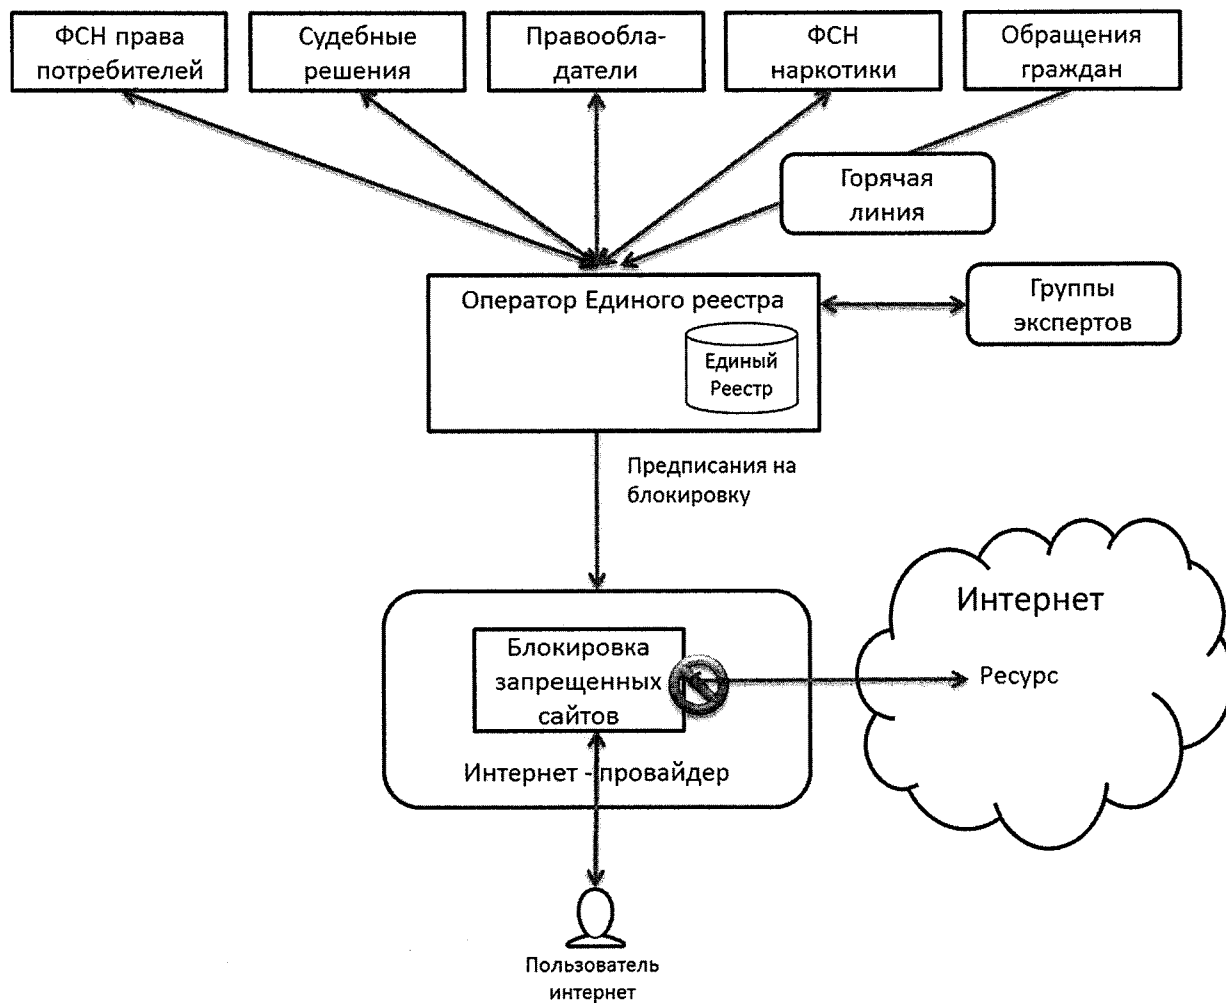 ФСН права
потребителей
Судебные
решения
Правообла-
датели
ФСН
наркотики
Обращения
граждан
Горячая
линия
Оператор Единого реестра
Группы
экспертов
Единый
Реестр
Предписания на
блокировку
Интернет
Блокировка
запрещенных
сайтов
Ресурс
Интернет - провайдер
Пользователь
интернет